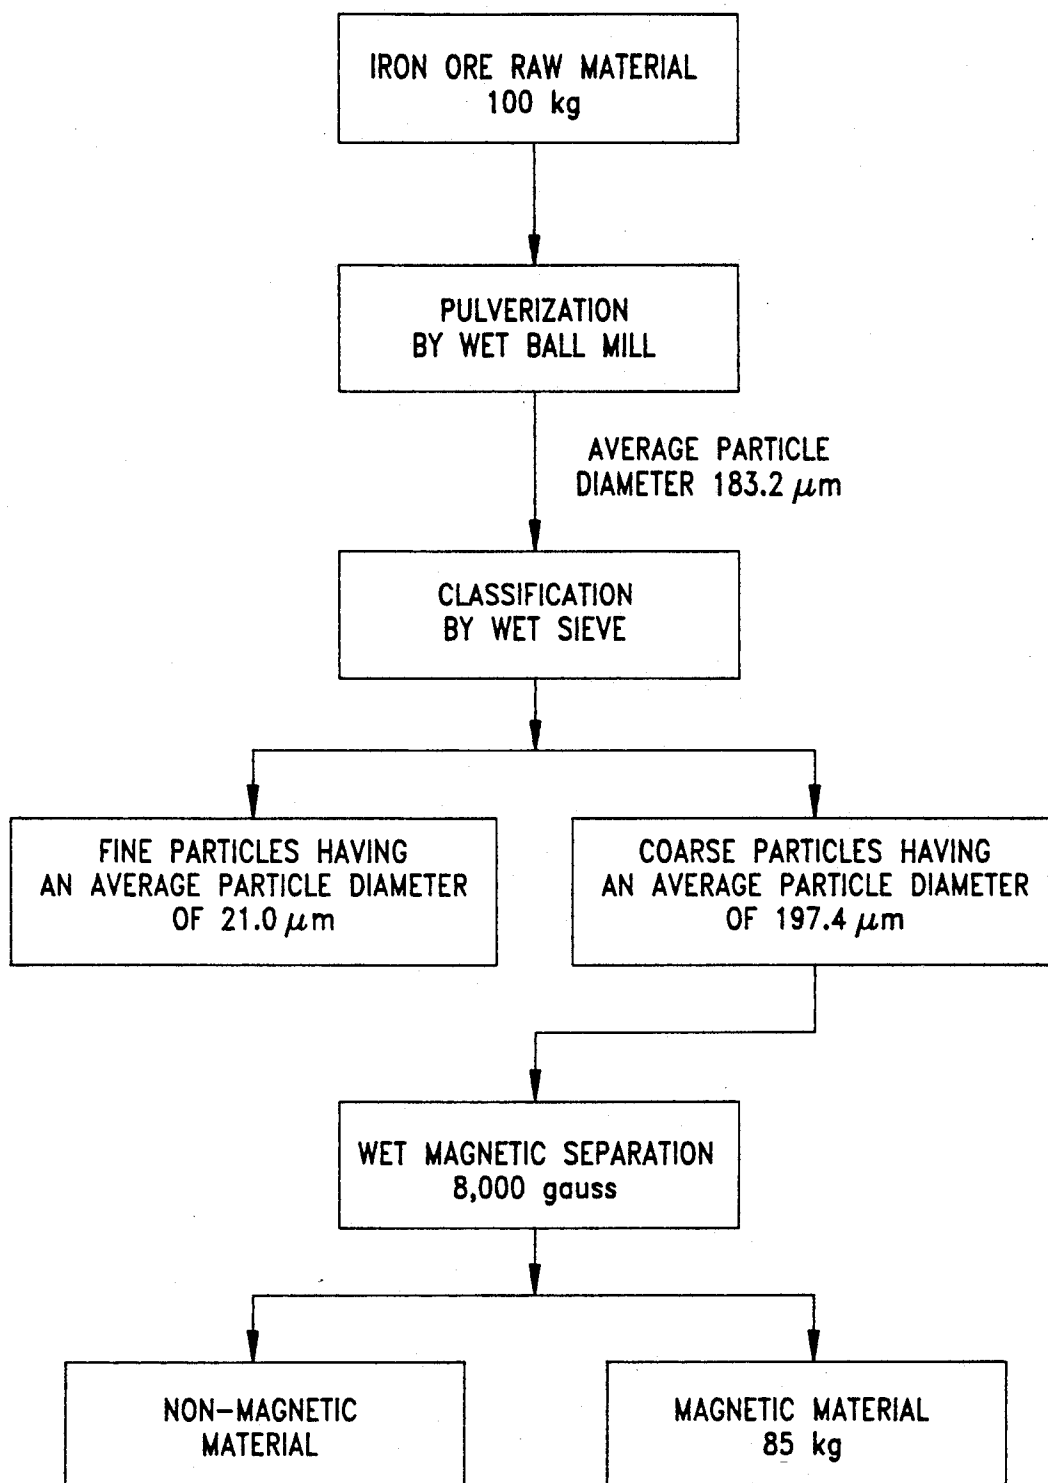 IRON ORE RAW MATERIAL
100 kg
PULVERIZATION
BY WET BALL MILL
AVERAGE PARTICLE
DIAMETER 183.2 μm
CLASSIFICATION
BY WET SIEVE
FINE PARTICLES HAVING
AN AVERAGE PARTICLE DIAMETER
OF 21.0 μm
COARSE PARTICLES HAVING
AN AVERAGE PARTICLE DIAMETER
OF 197.4 μm
WET MAGNETIC SEPARATION
8,000 gauss
NON-MAGNETIC
MATERIAL
MAGNETIC MATERIAL
85 kg